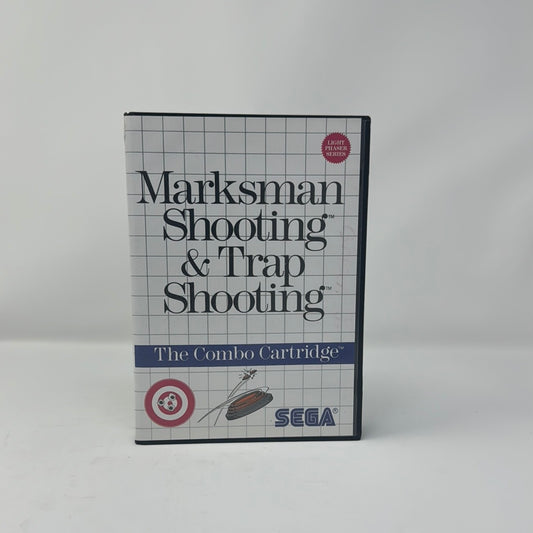 LIGHT
PHASER
SERIES
Marksman
Shooting™
& Trap
Shooting™
The Combo Cartridge™
SEGA®